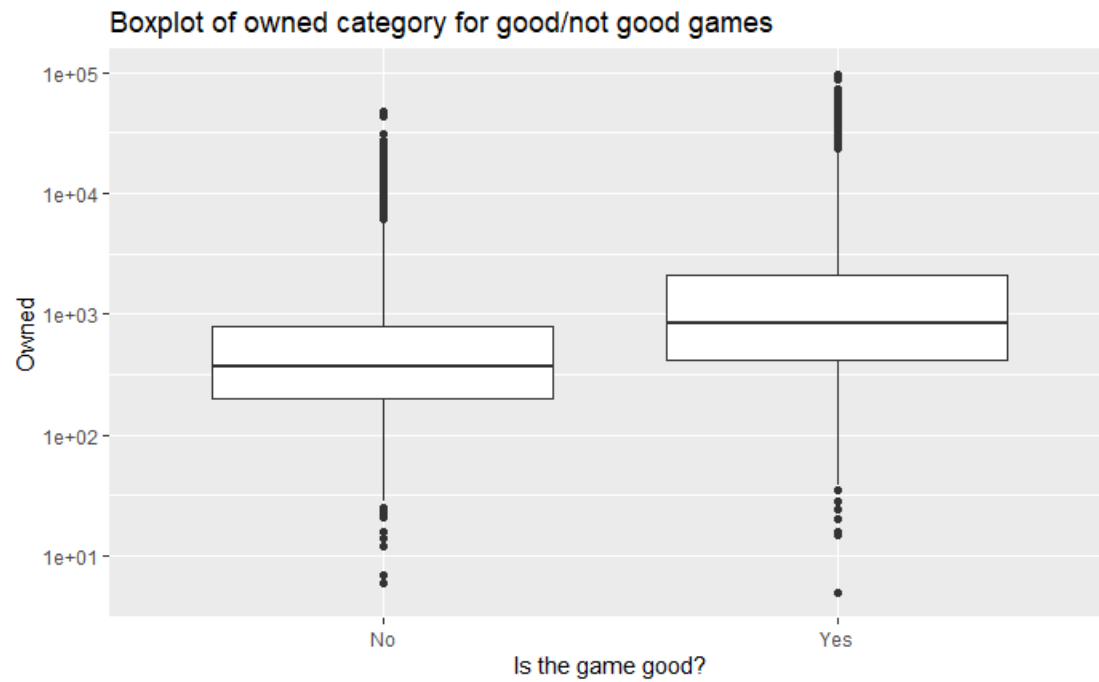 Boxplot of owned category for good/not good games
1e+05
1e+04
1e+03
1e+02
1e+01
Owned
No
Yes
Is the game good?